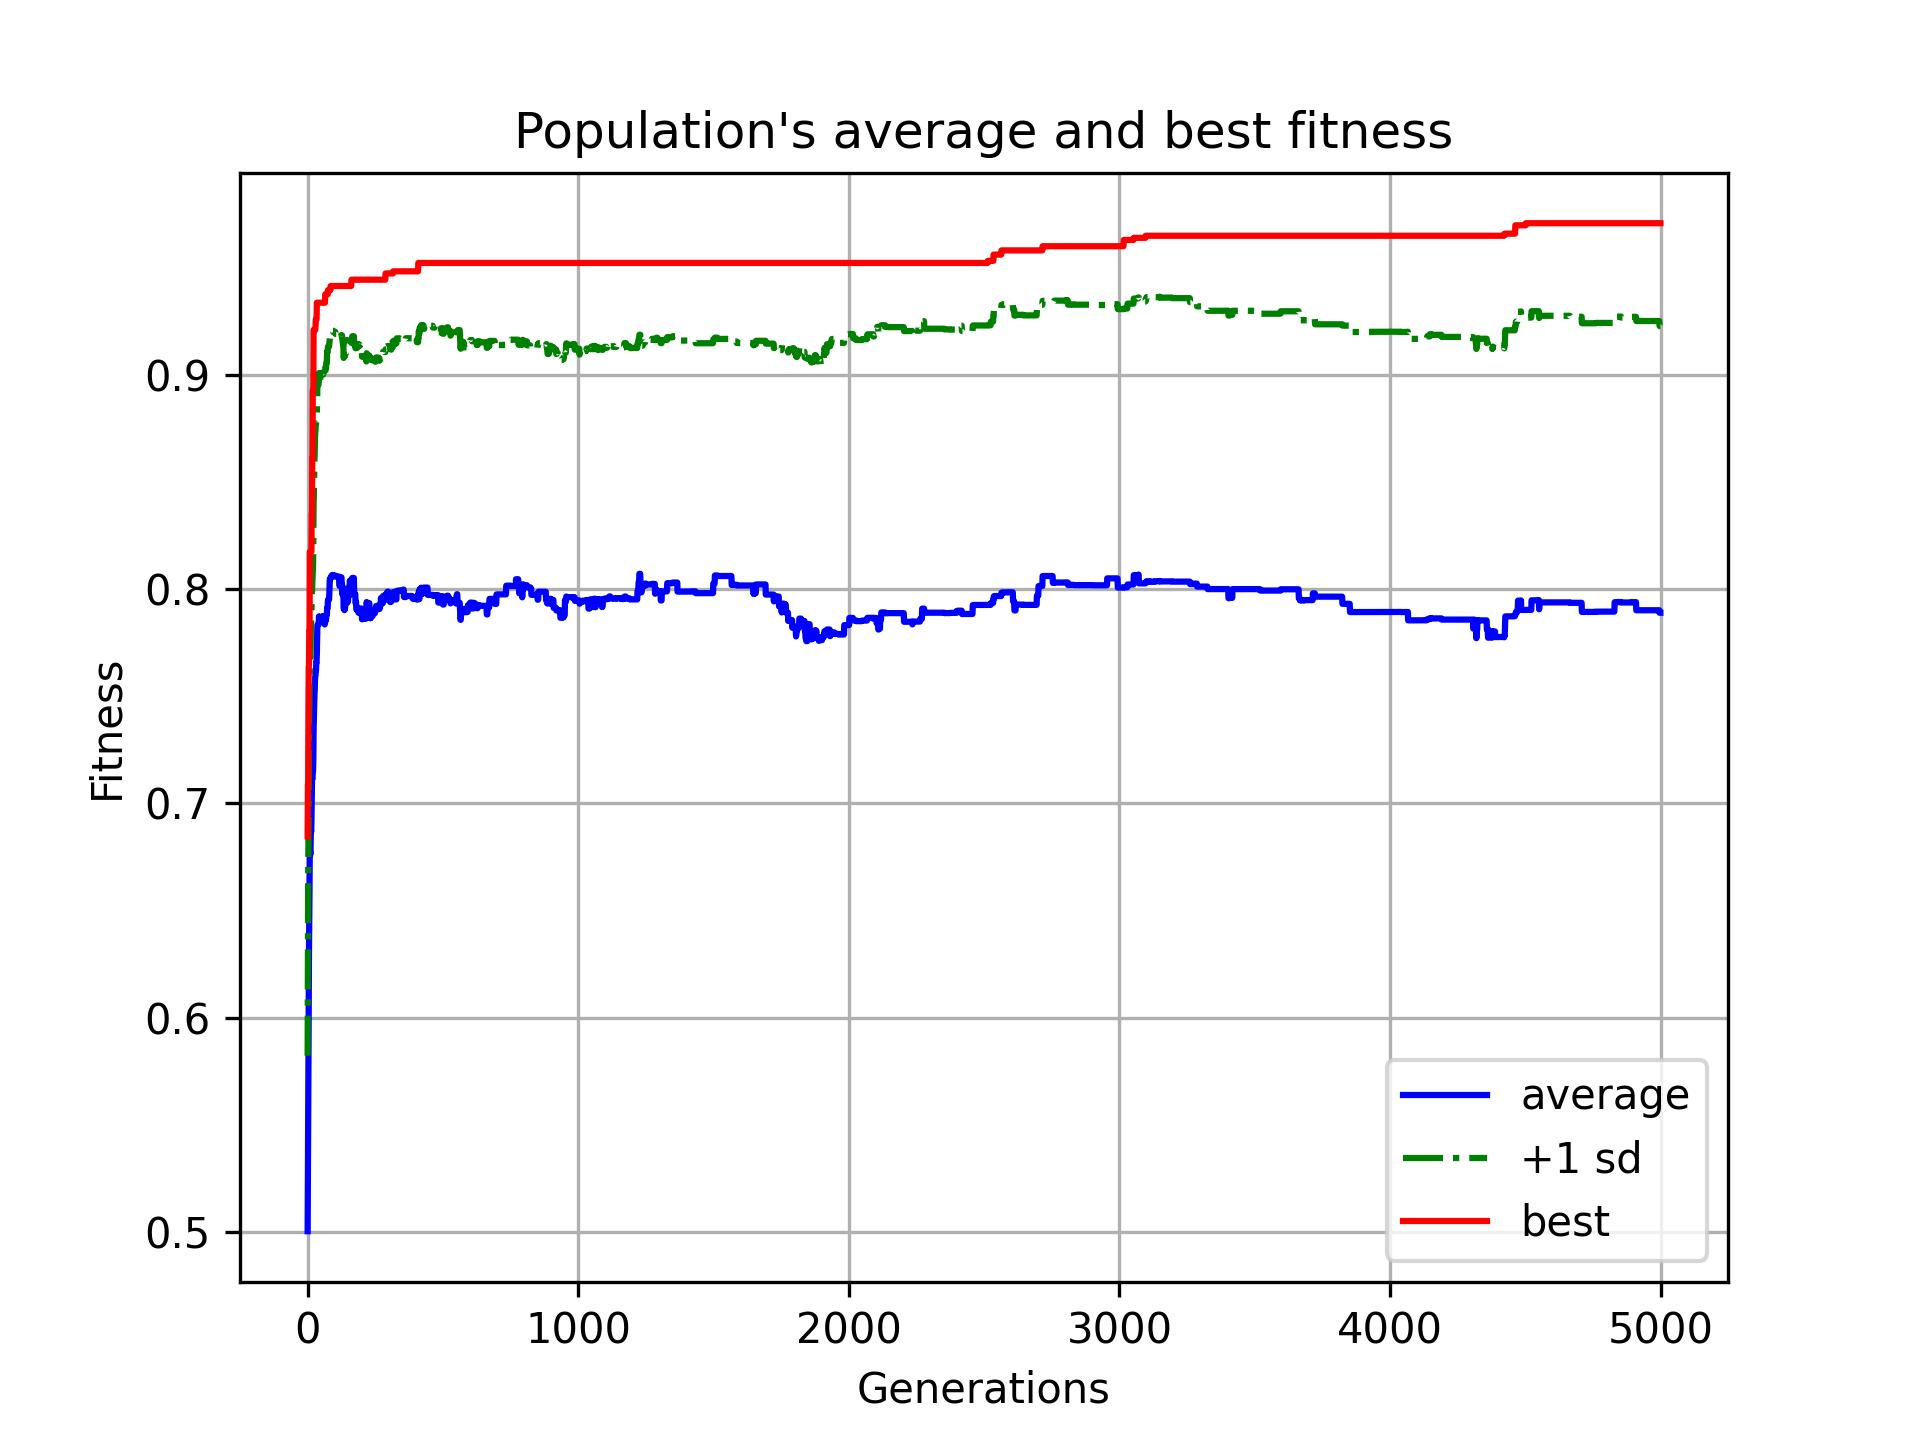 Population's average and best fitness
Fitness
0.9
0.8
0.7
0.6
0.5
average
+1 sd
best
0 1000 2000 3000 4000 5000
Generations